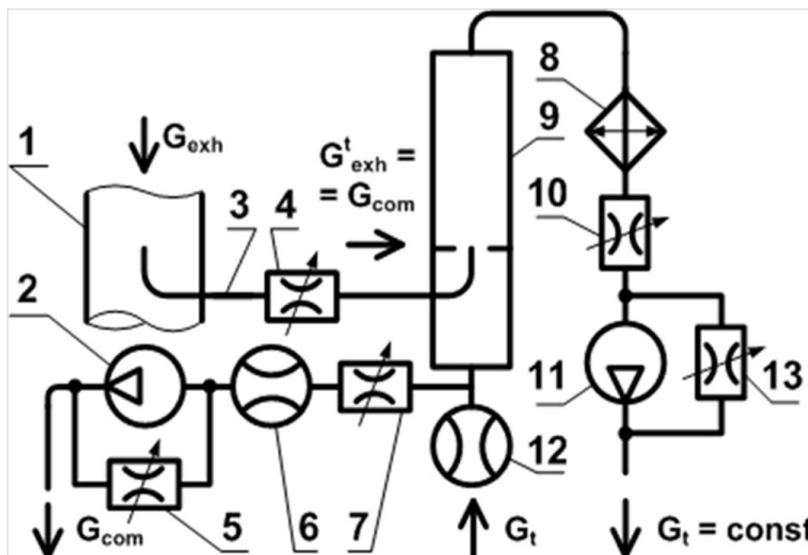 1
G_exh
2
3
4
G^t_exh =
= G_com
8
9
10
11
13
12
G_com
5
6
7
G_t
G_t = const